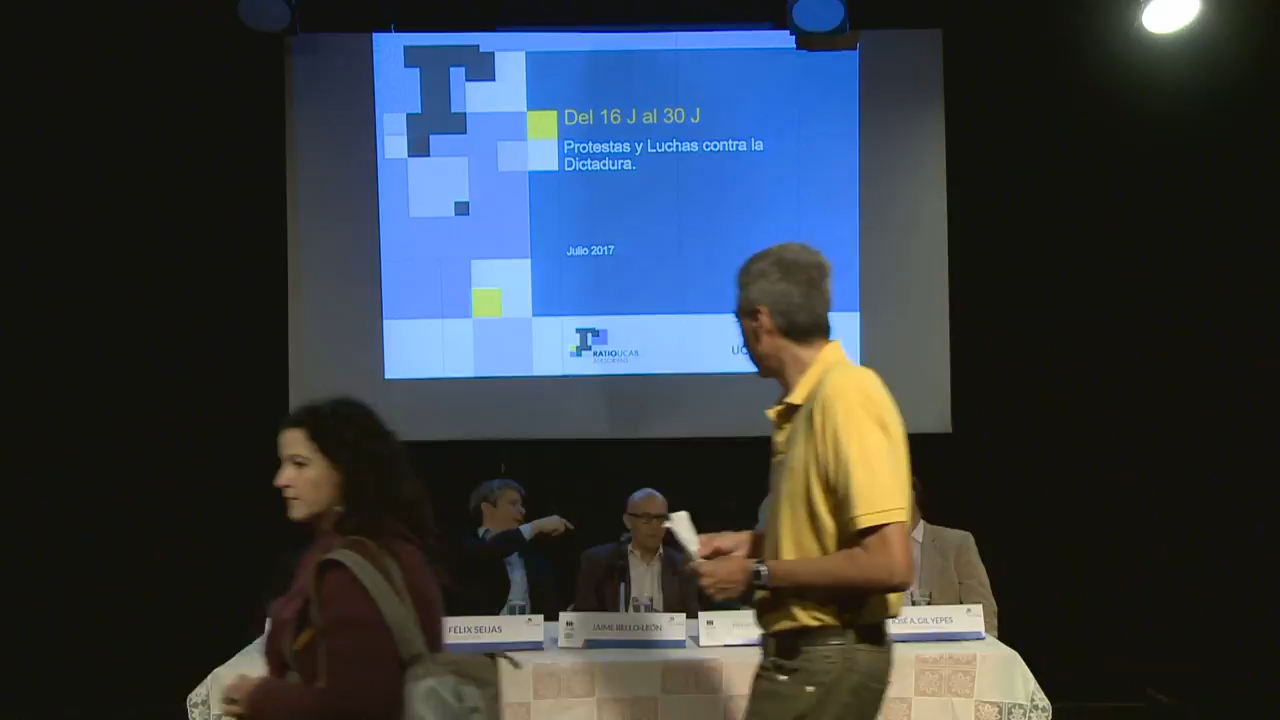 Del 16 J al 30 J
Protestas y Luchas contra la
Dictadura.
Julio 2017
RATIOUCAB
FÉLIX SEIJAS
JAIME BELLO-LEÓN
JOSÉ A. GIL YEPES